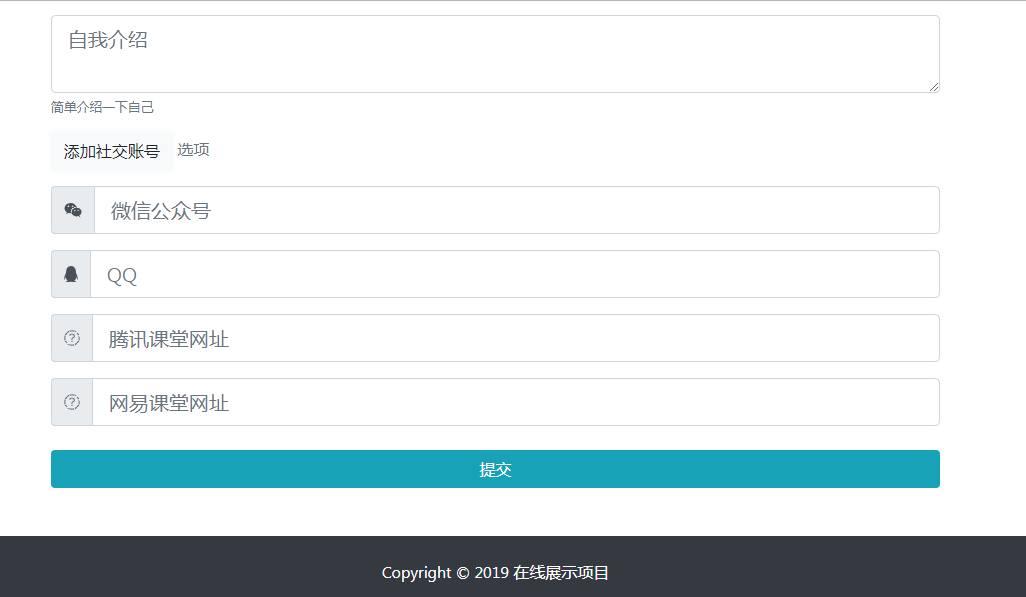 自我介绍
简单介绍一下自己
添加社交账号 选项
微信公众号
QQ
腾讯课堂网址
网易课堂网址
提交
Copyright © 2019 在线展示项目